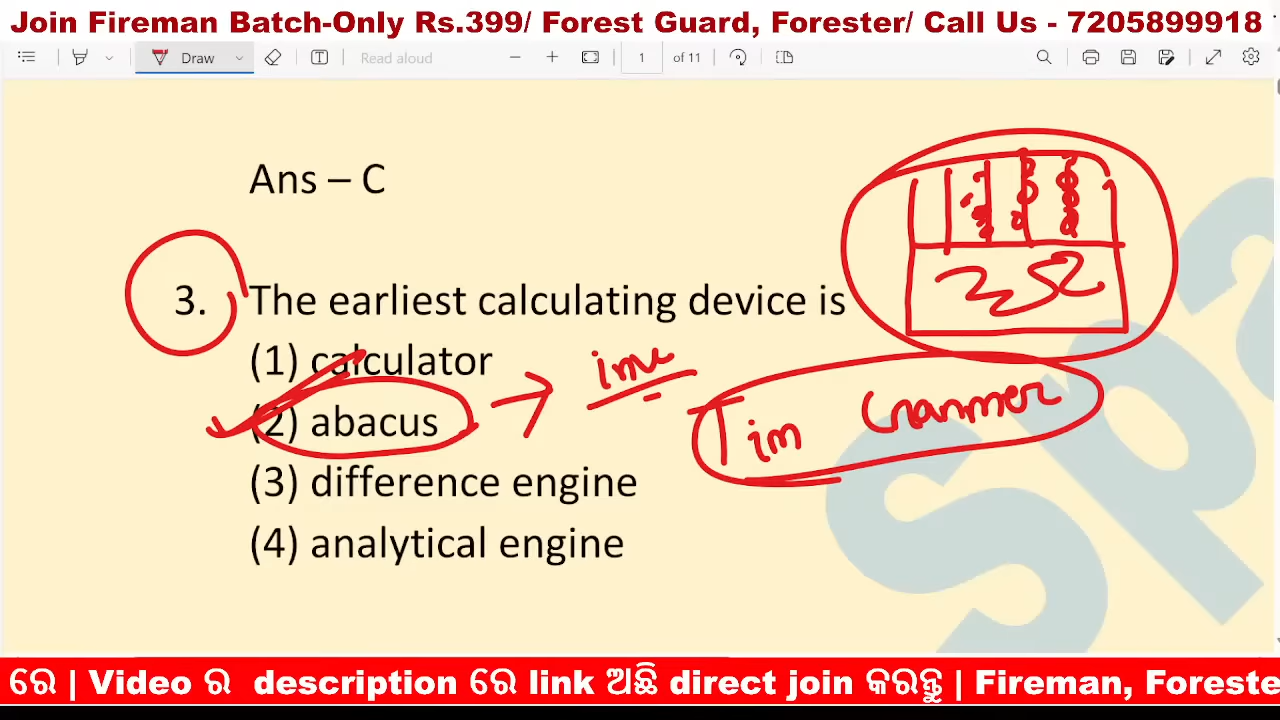 Join Fireman Batch-Only Rs.399/ Forest Guard, Forester/ Call Us - 7205899918
Draw
Read aloud
1 of 11
Ans – C
3. The earliest calculating device is
(1) calculator
(2) abacus
(3) difference engine
(4) analytical engine
Tim Cranmer
ରେ | Video ର description ରେ link ଅଛି direct join କରନ୍ତୁ | Fireman, Foreste